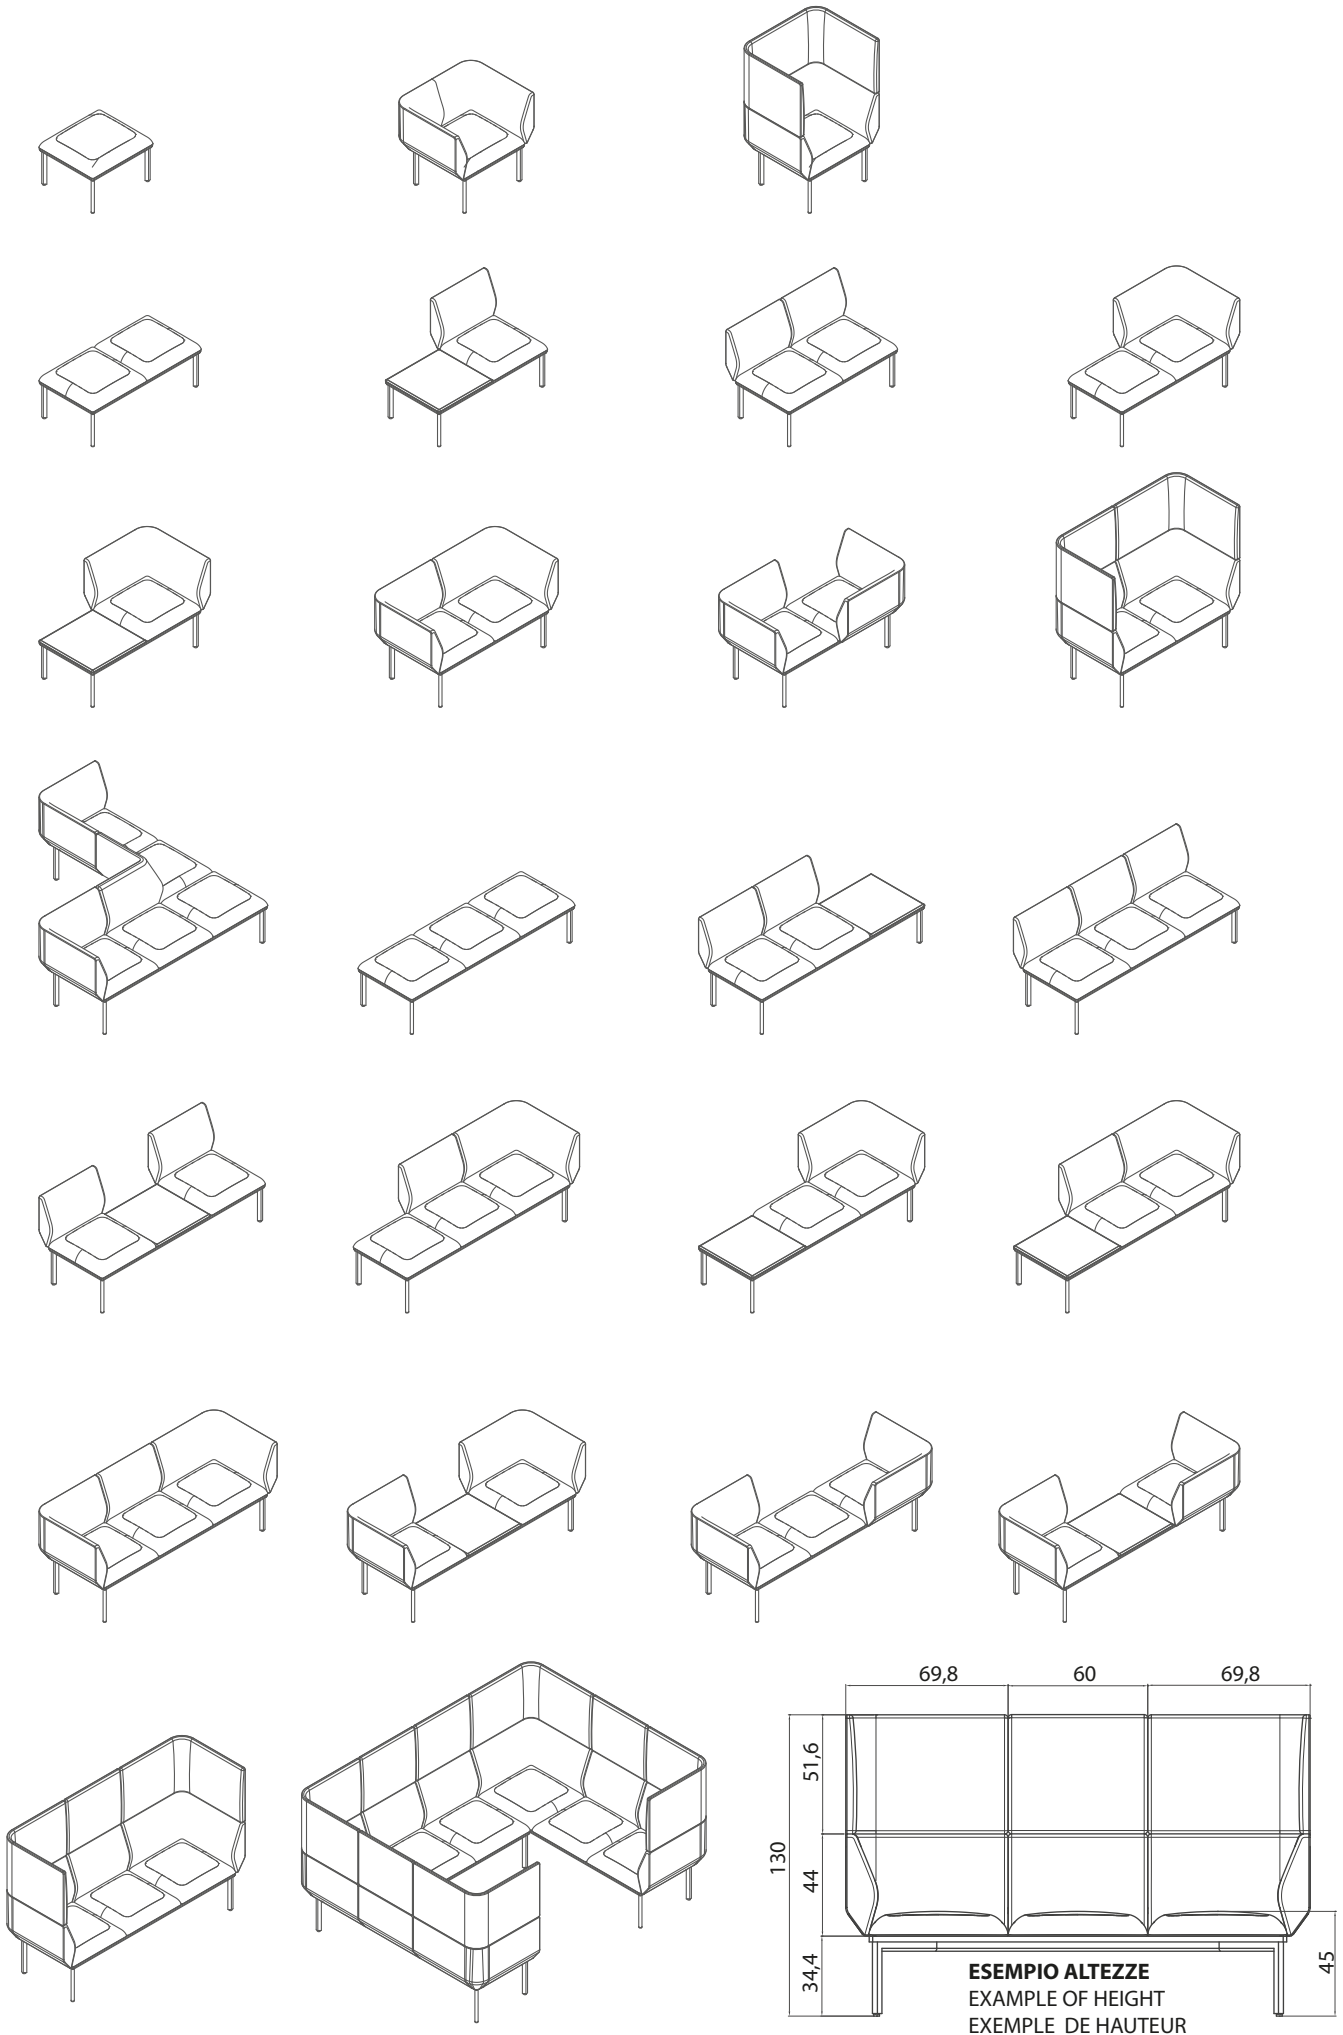 69,8
60
69,8
51,6
130
44
34,4
45
ESEMPIO ALTEZZE
EXAMPLE OF HEIGHT
EXEMPLE DE HAUTEUR